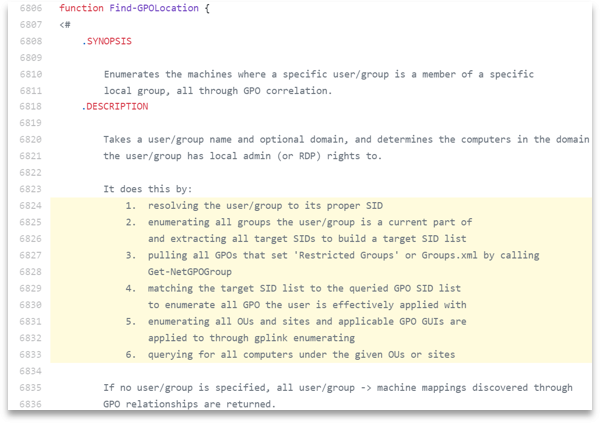 6806 function Find-GPOLocation {
6807 <#
6808 .SYNOPSIS
6809
6810 Enumerates the machines where a specific user/group is a member of a specific
6811 local group, all through GPO correlation.
6818 .DESCRIPTION
6819
6820 Takes a user/group name and optional domain, and determines the computers in the domain
6821 the user/group has local admin (or RDP) rights to.
6822
6823 It does this by:
6824 1. resolving the user/group to its proper SID
6825 2. enumerating all groups the user/group is a current part of
6826 and extracting all target SIDs to build a target SID list
6827 3. pulling all GPOs that set 'Restricted Groups' or Groups.xml by calling
6828 Get-NetGPOGroup
6829 4. matching the target SID list to the queried GPO SID list
6830 to enumerate all GPO the user is effectively applied with
6831 5. enumerating all OUs and sites and applicable GPO GUIs are
6832 applied to through gplink enumerating
6833 6. querying for all computers under the given OUs or sites
6834
6835 If no user/group is specified, all user/group -> machine mappings discovered through
6836 GPO relationships are returned.